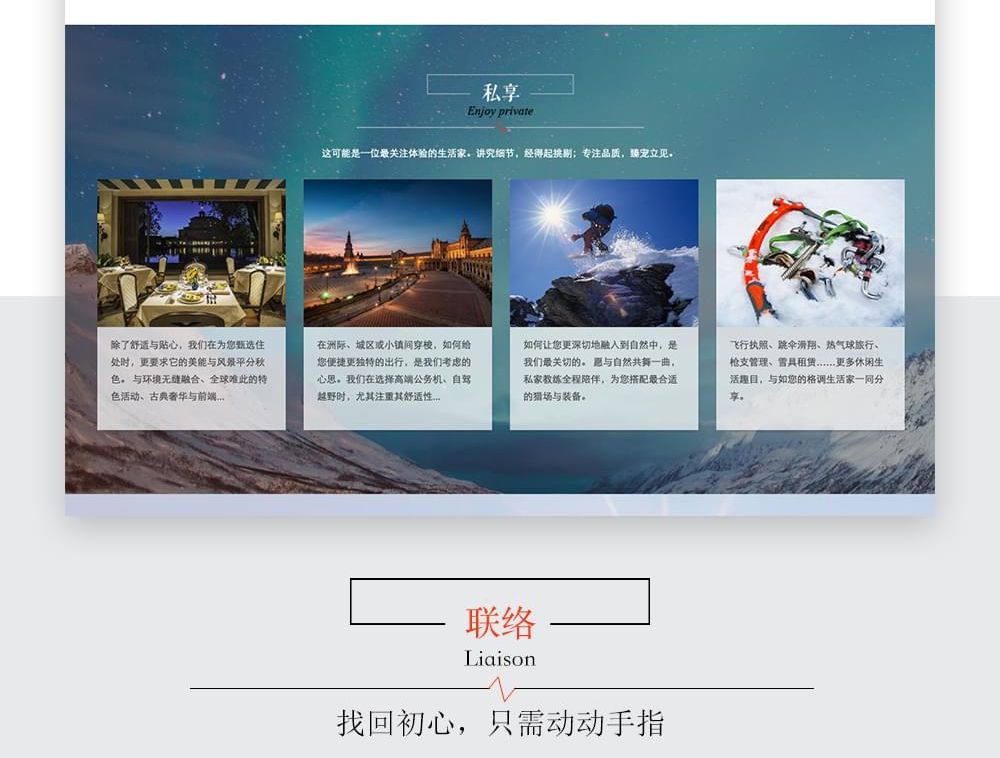 私享
Enjoy private
这可能是一位最关注体验的生活家。讲究细节，经得起挑剔；专注品质，臻宠立见。
除了舒适与贴心，我们在为您甄选住
处时，更要求它的美能与风景平分秋
色。与环境无缝融合、全球难此的特
色活动、古典奢华与前端...
在洲际、城区或小镇间穿梭，如何给
您便捷更独特的出行，是我们考虑的
心思。我们在选择高端公务机、自驾
越野时，尤其注重其舒适性...
如何让您更深切地融入到自然中，是
我们最关切的。愿与自然共舞一曲，
私家教练全程陪伴，为您搭配最合适
的猎场与装备。
飞行执照、跳伞滑翔、热气球旅行、
枪支管理、雪具租赁......更多休闲生
活趣目，与如您的格调生活家一同分
享。
联络
Liaison
找回初心，只需动动手指